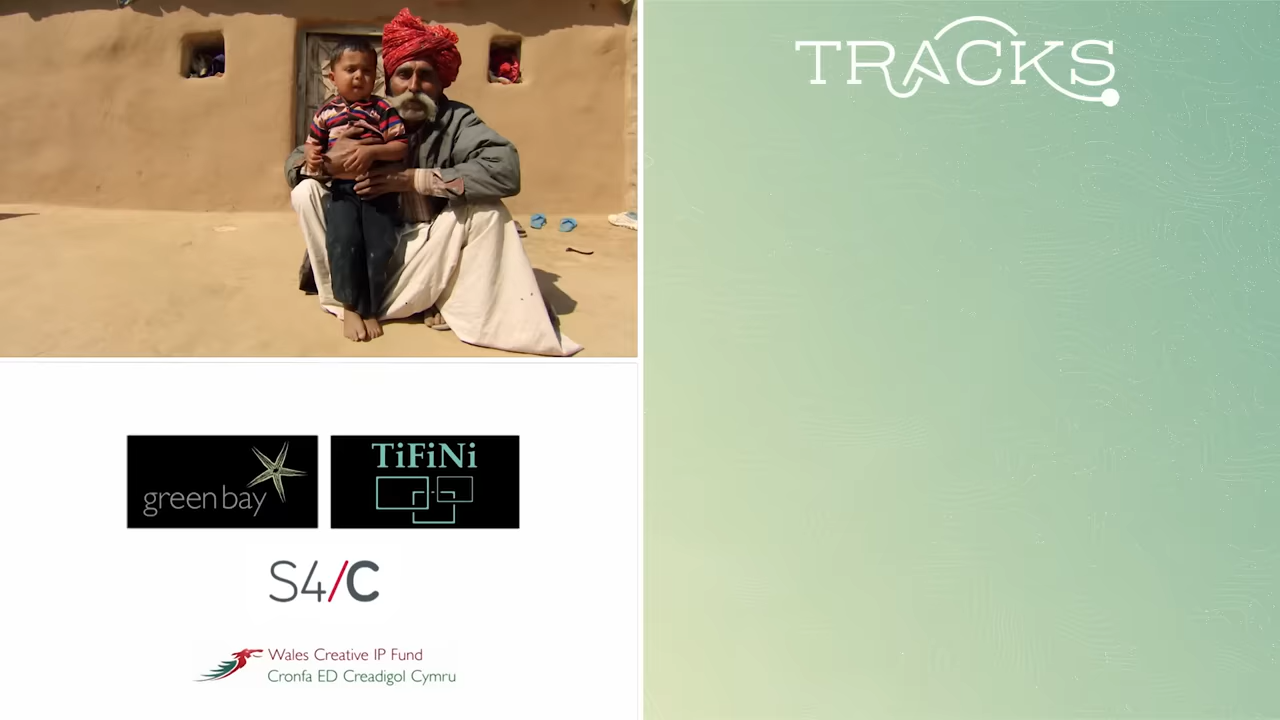 TRACKS
green bay
TiFiNi
S4/C
Wales Creative IP Fund
Cronfa ED Creadigol Cymru